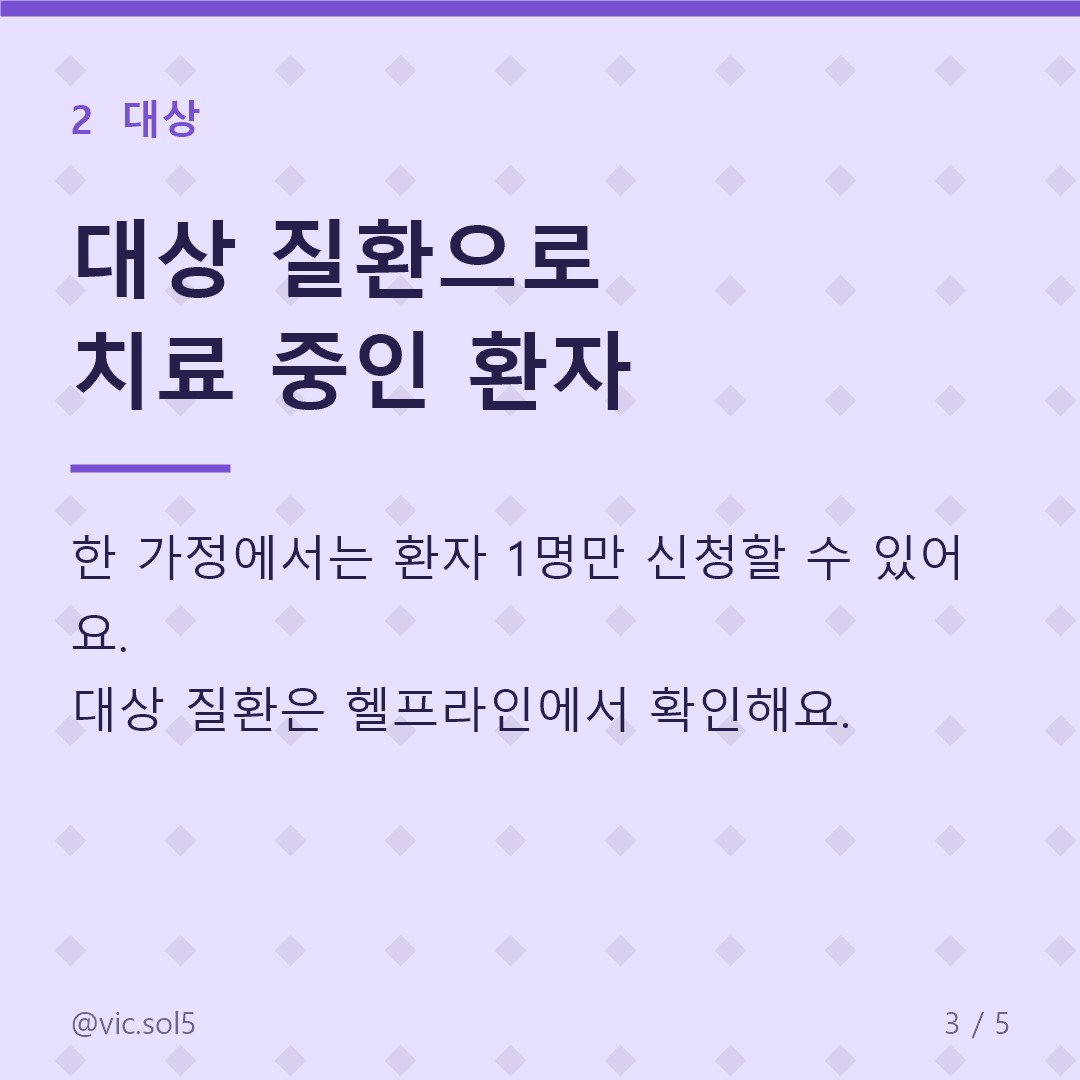 2 대상
대상 질환으로
치료 중인 환자
한 가정에서는 환자 1명만 신청할 수 있어
요.
대상 질환은 헬프라인에서 확인해요.
@vic.sol5
3 / 5